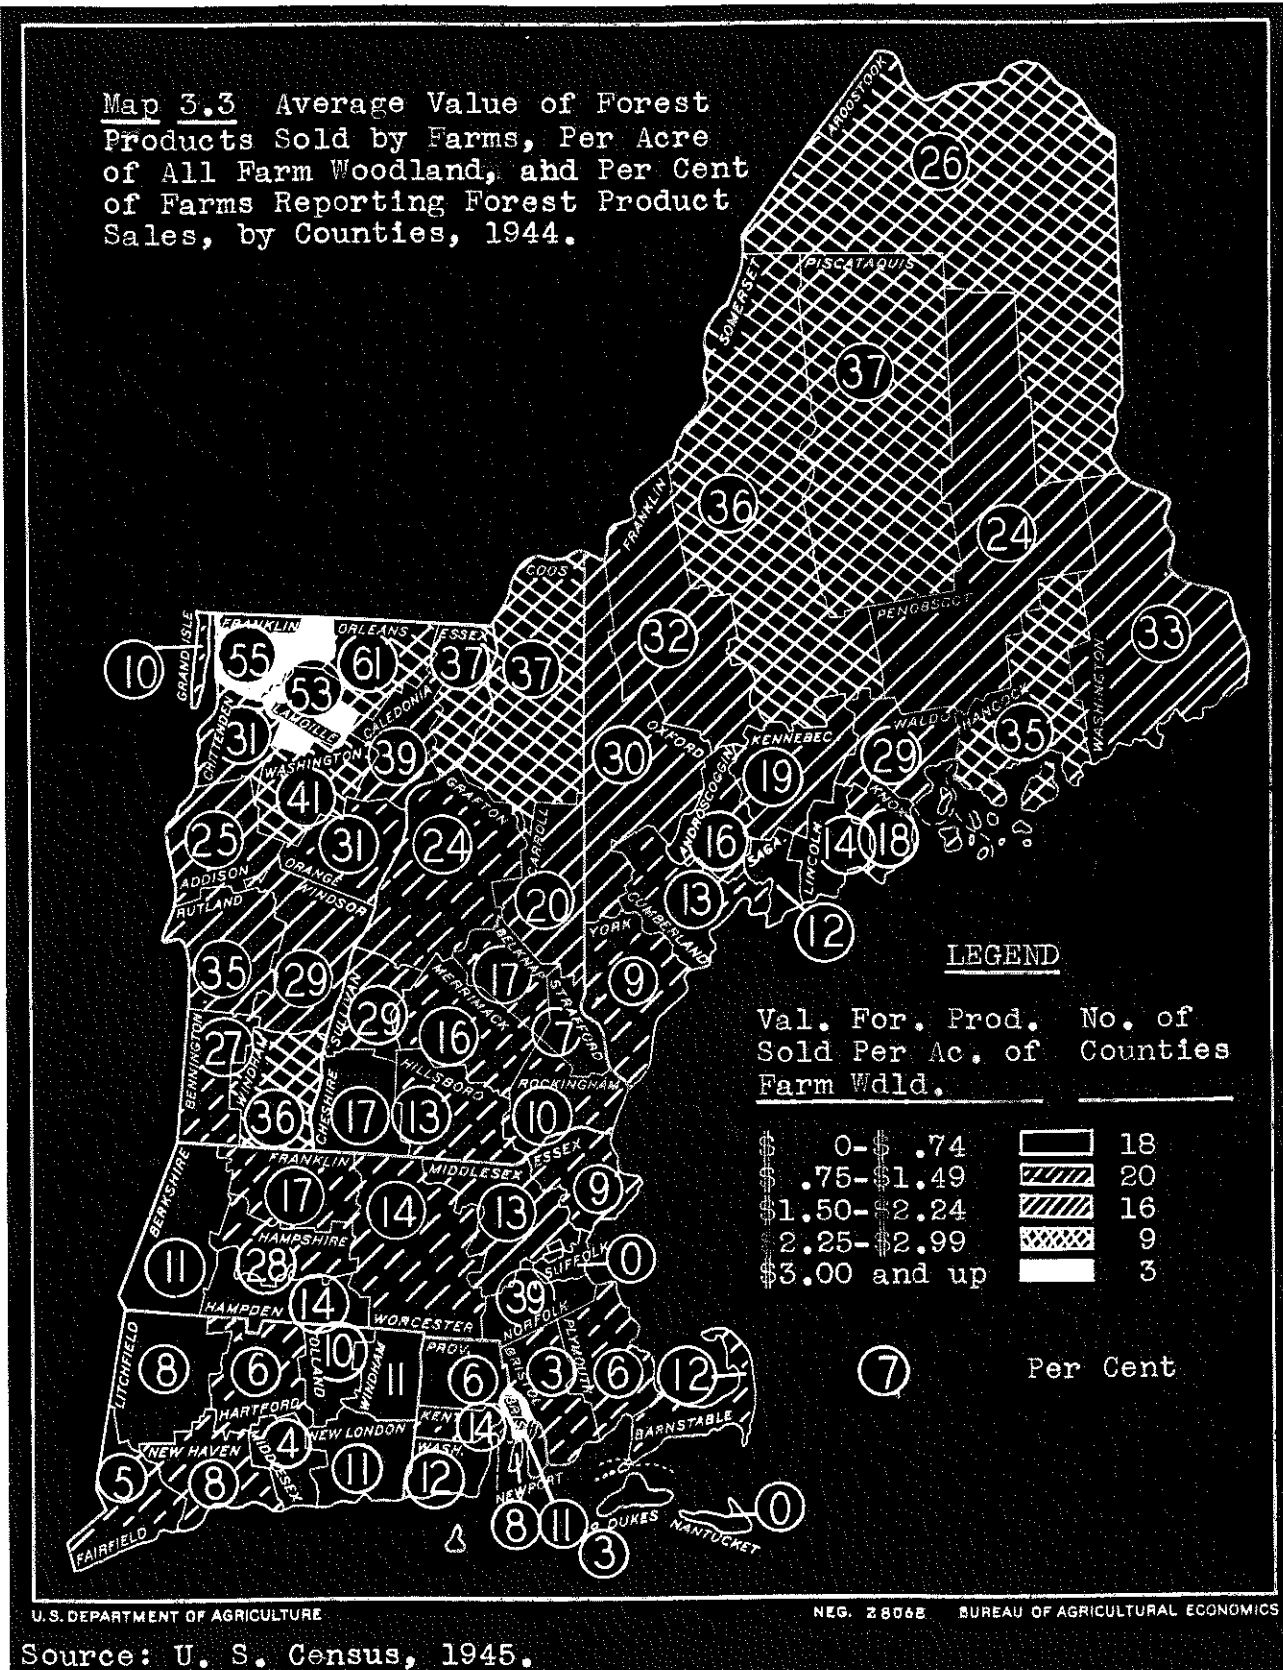 Map 3.3 Average Value of Forest
Products Sold by Farms, Per Acre
of All Farm Woodland, ahd Per Cent
of Farms Reporting Forest Product
Sales, by Counties, 1944.
AROOSTOOK
26
SOMERSET
PISCATAQUIS
37
36
FRANKLIN
24
COOS
PENOBSCOT
33
32
GRAND ISLE
FRANKLIN
ORLEANS
ESSEX
10
55
61
37
37
53
LAMOILLE
CALEDONIA
WASHINGTON
CHITTENDEN
31
WASHINGTON
39
30
OXFORD
KENNEBEC
WALDO
HANCOCK
35
29
41
GRAFTON
ANDROSCOGGIN
19
KNOX
25
31
24
CARROLL
16
SAGA.
LINCOLN
14
18
ADDISON
ORANGE
RUTLAND
WINDSOR
20
13
12
CUMBERLAND
YORK
35
29
SULLIVAN
MERRIMACK
BELKNAP
17
STRAFFORD
9
29
16
7
BENNINGTON
27
WINDHAM
36
CHESHIRE
17
HILLSBORO
13
ROCKINGHAM
10
LEGEND
Val. For. Prod. No. of
Sold Per Ac. of Counties
Farm Wdld.
$ 0-$ .74 18
$ .75-$1.49 20
$1.50-$2.24 16
$2.25-$2.99 9
$3.00 and up 3
7 Per Cent
BERKSHIRE
FRANKLIN
MIDDLESEX
ESSEX
17
14
13
9
HAMPSHIRE
11
28
SUFFOLK
0
HAMPDEN
14
WORCESTER
39
NORFOLK
LITCHFIELD
8
6
TOLLAND
10
WINDHAM
11
PROV.
6
BRISTOL
3
PLYMOUTH
6
12
HARTFORD
KENT
14
BARNSTABLE
NEW HAVEN
4
MIDDLESEX
NEW LONDON
WASH.
5
8
11
12
NEWPORT
FAIRFIELD
8
11
3
DUKES
NANTUCKET
0
U.S. DEPARTMENT OF AGRICULTURE
NEG. 28068 BUREAU OF AGRICULTURAL ECONOMICS
Source: U. S. Census, 1945.